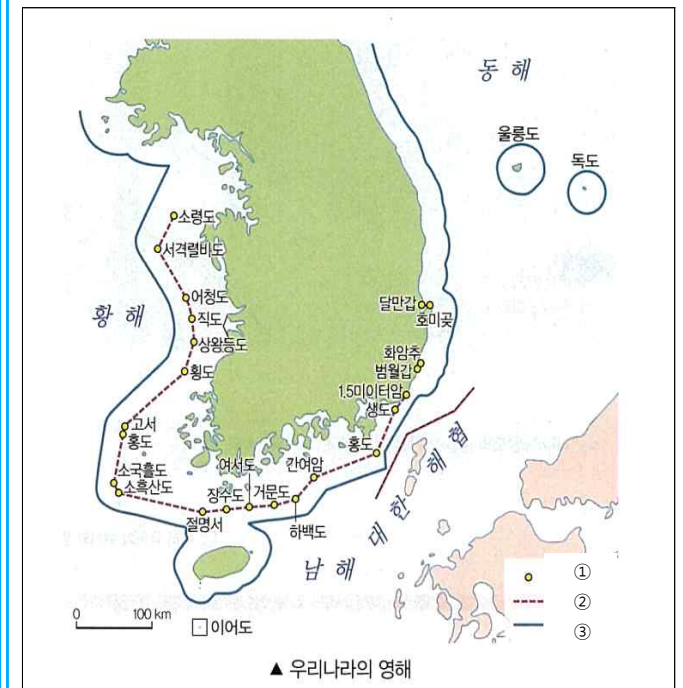 동 해
울릉도
독도
소령도
서격렬비도
어청도
황 해
직도
상왕등도
횡도
달만갑
호미곶
화암추
범월갑
1.5미이터암
생도
고서
홍도
홍도
소국흘도
소흑산도
여서도
간여암
장수도
거문도
절명서
하백도
대 한 해 협
남 해
①
②
③
0 100 km
이어도
▲ 우리나라의 영해